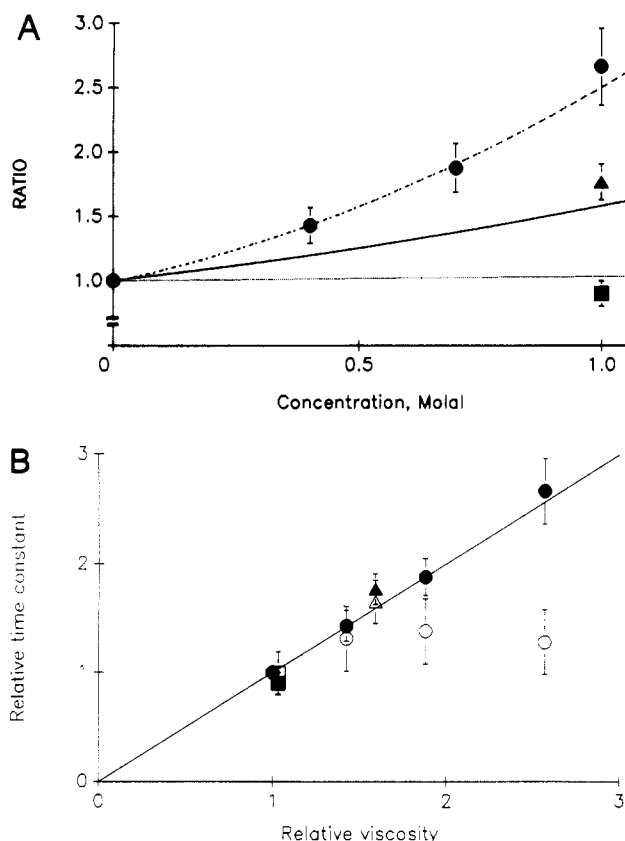 A
3.0
2.5
2.0
1.5
1.0
RATIO
0
0.5
1.0
Concentration, Molal
B
3
2
1
0
Relative time constant
0
1
2
3
Relative viscosity